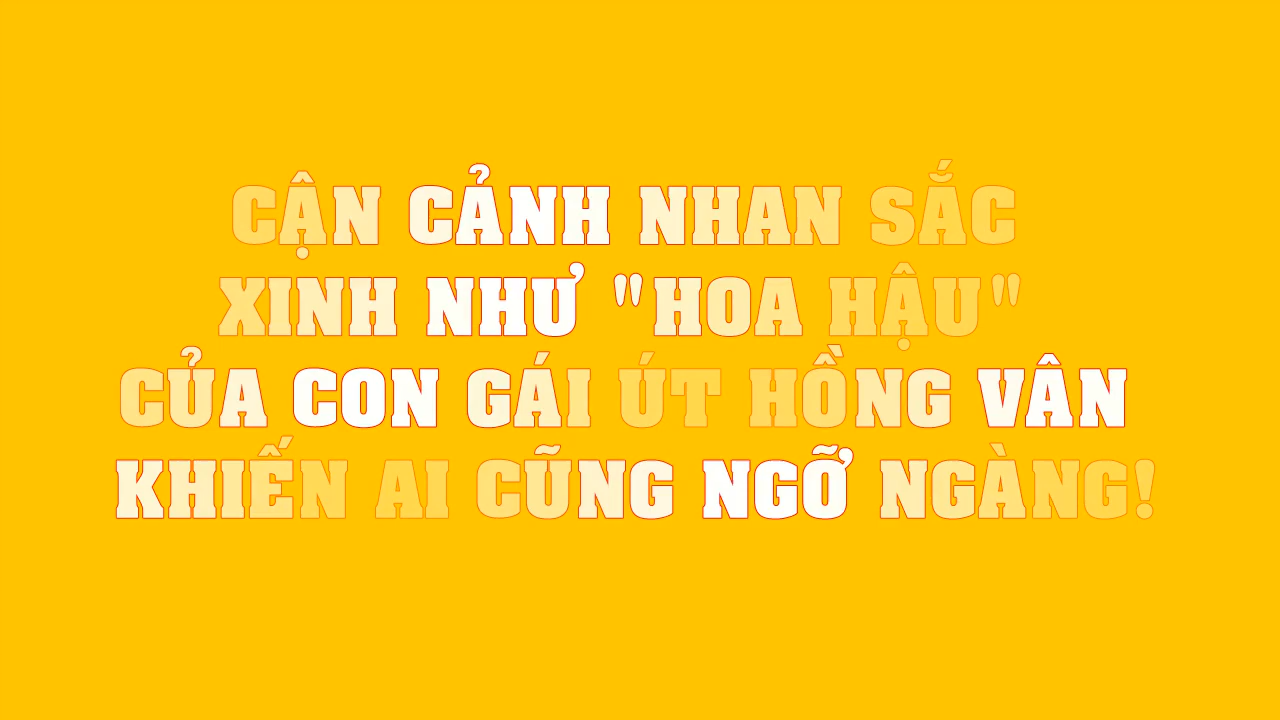 CẬN CẢNH NHAN SẮC
XINH NHƯ "HOA HẬU"
CỦA CON GÁI ÚT HỒNG VÂN
KHIẾN AI CŨNG NGỠ NGÀNG!